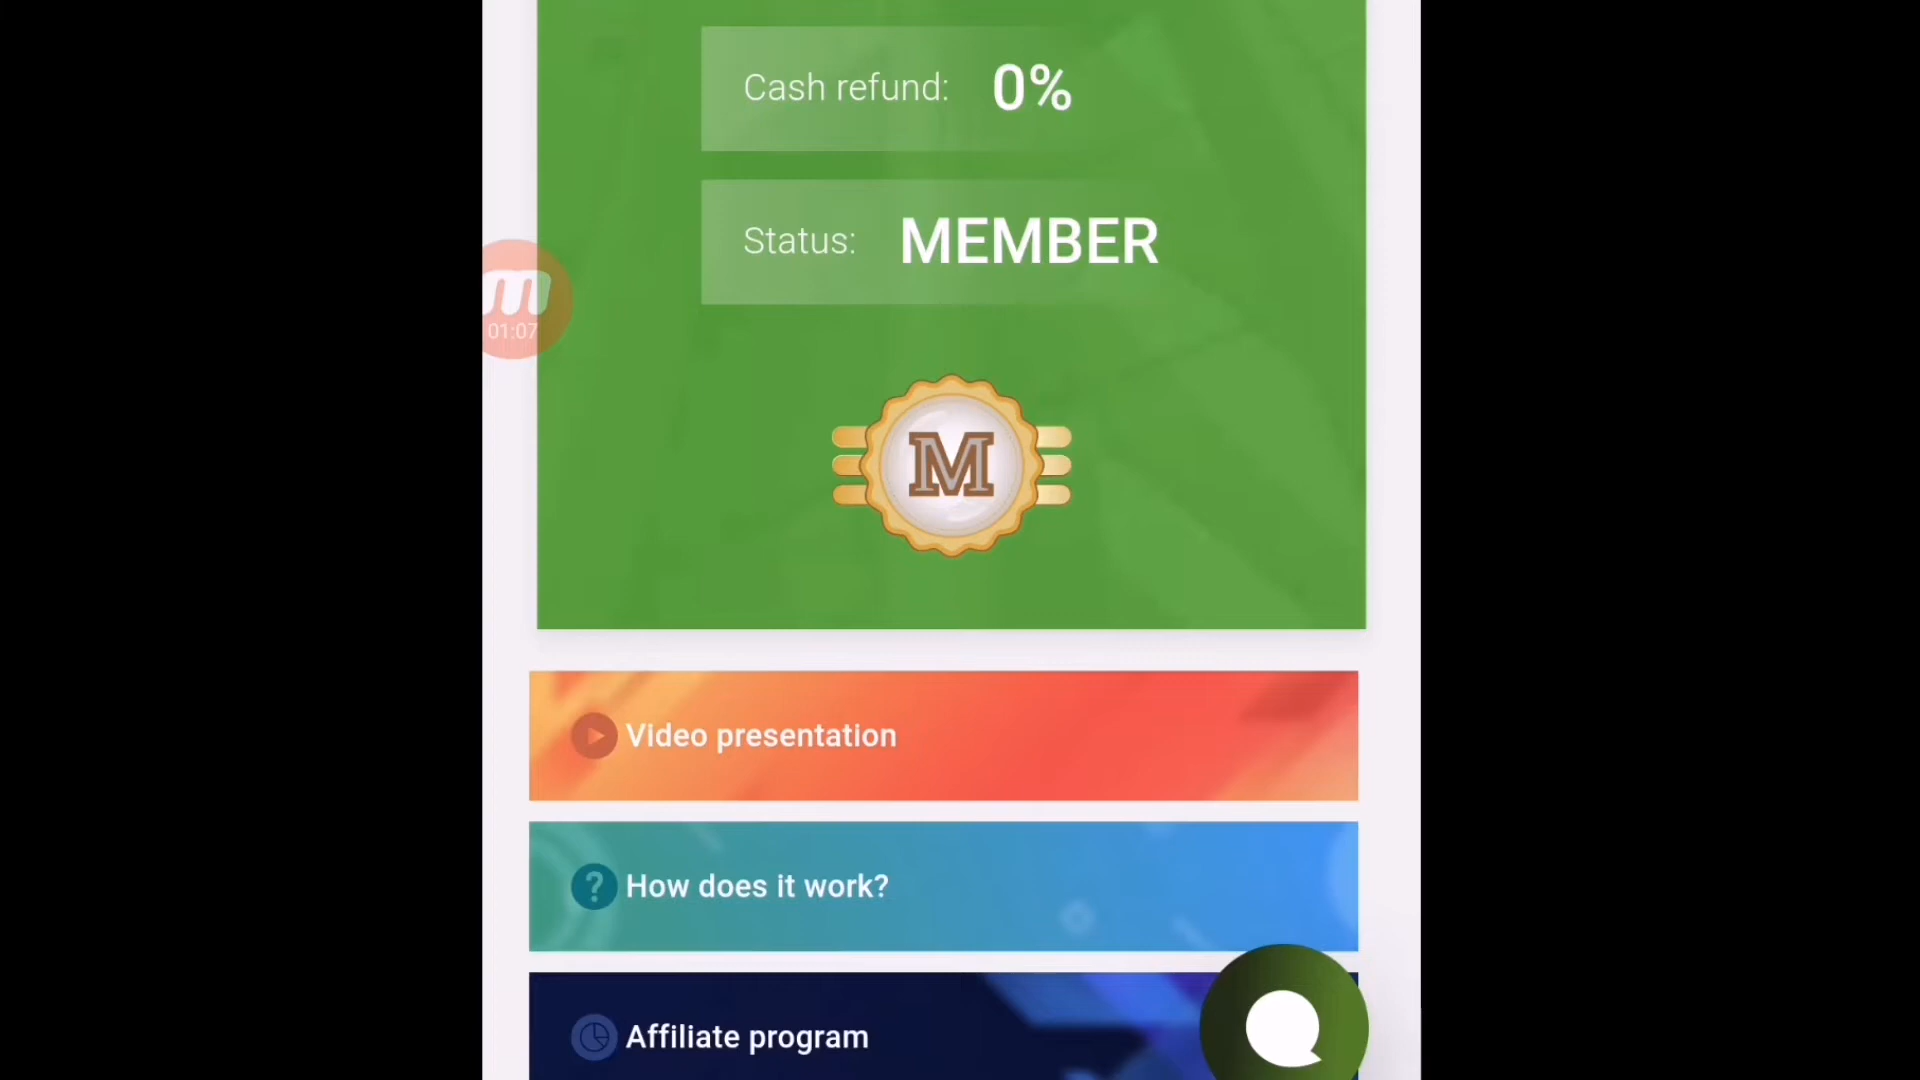 Cash refund: 0%
Status: MEMBER
01:07
M
Video presentation
? How does it work?
Affiliate program